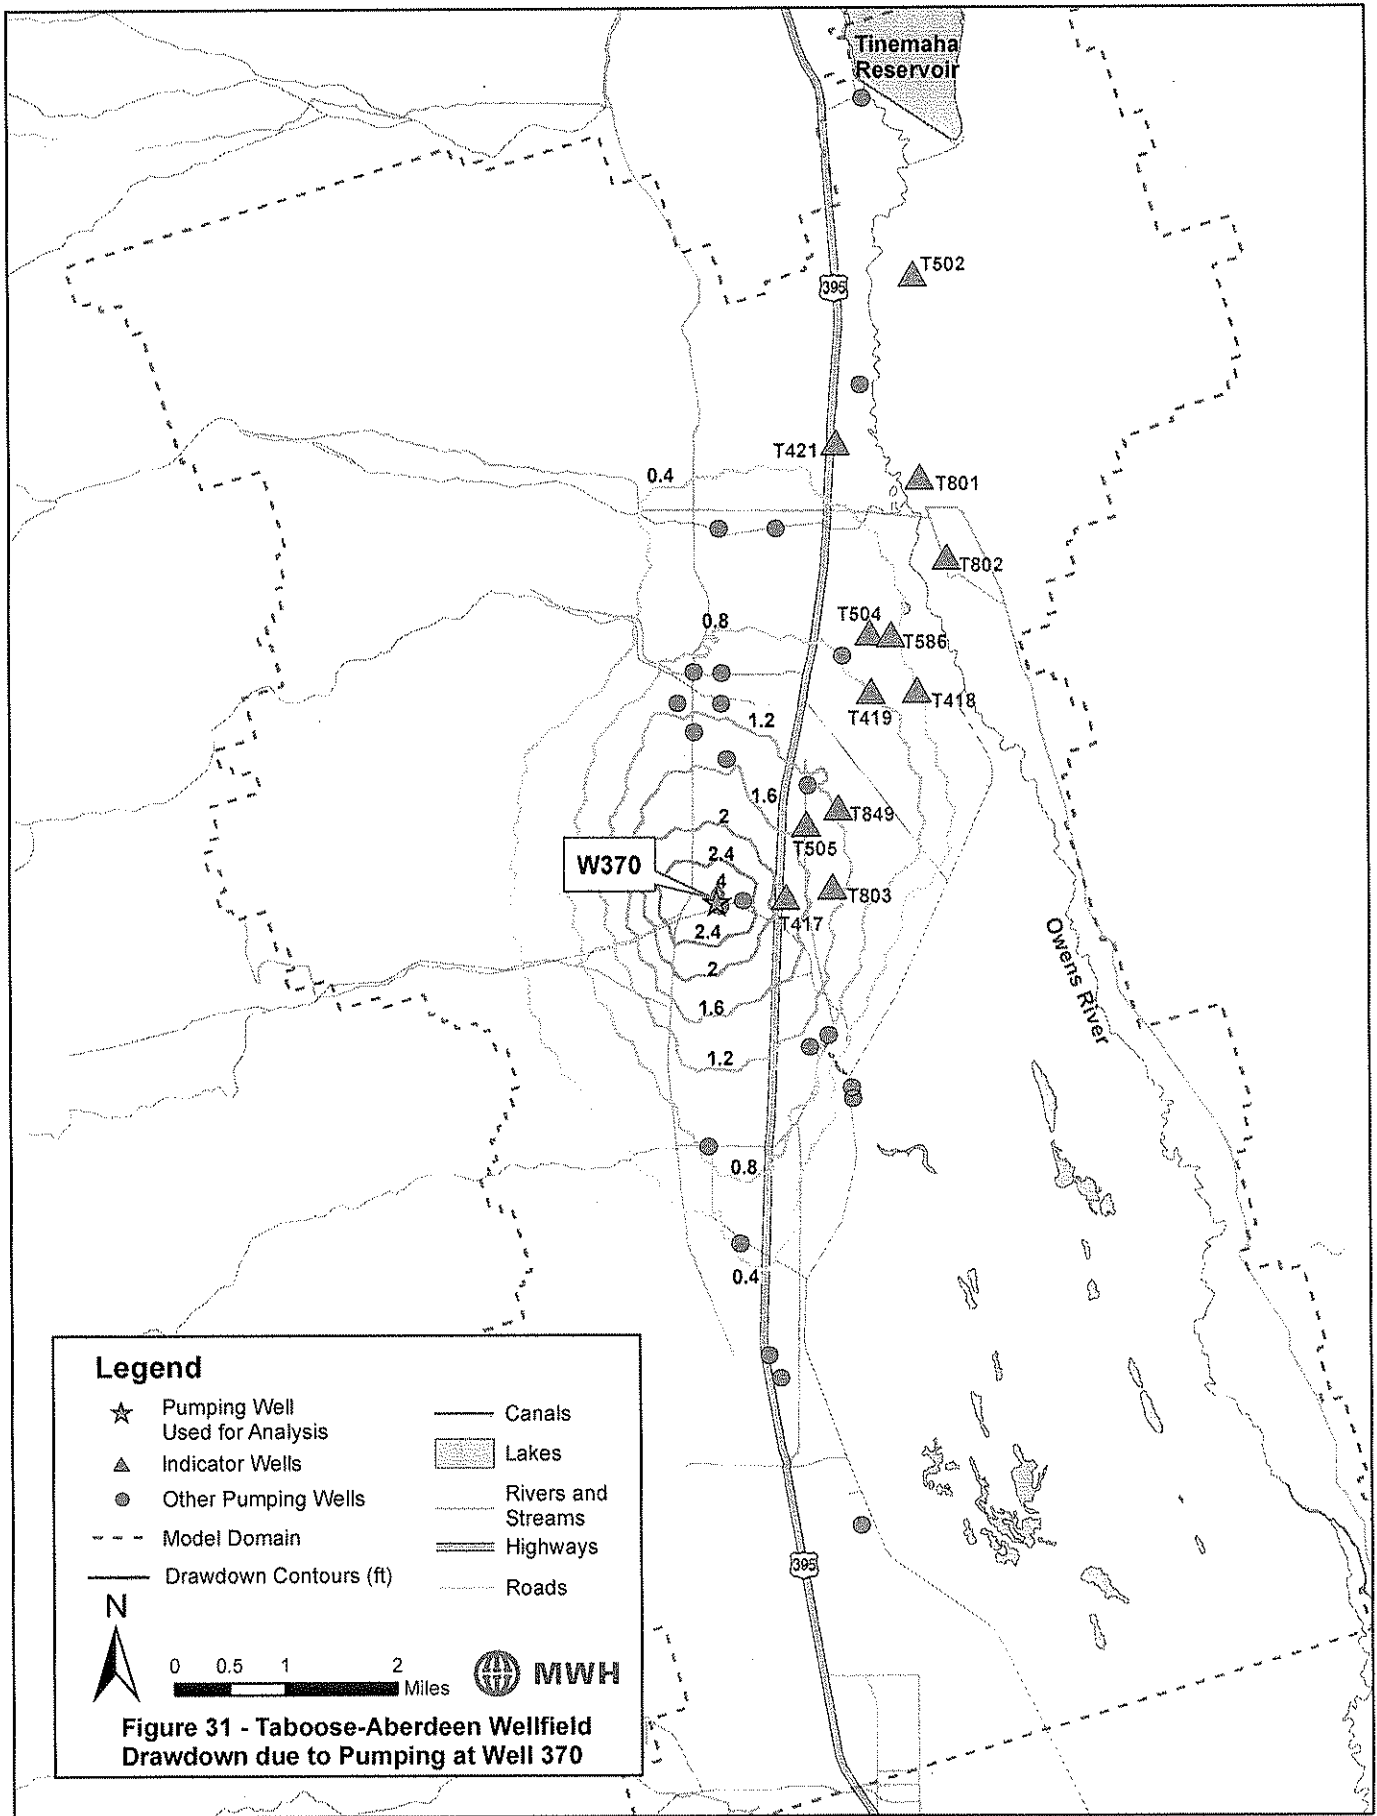 Tinemaha
Reservoir
T502
395
T421
T801
0.4
T802
T504
0.8
T586
T419
T418
1.2
1.6
T849
2
T505
2.4
W370
4
T803
T417
2.4
2
Owens River
1.6
1.2
0.8
0.4
Legend
Pumping Well
Used for Analysis
Indicator Wells
Other Pumping Wells
Model Domain
Drawdown Contours (ft)
Canals
Lakes
Rivers and
Streams
Highways
Roads
395
N
0 0.5 1 2
Miles
MWH
Figure 31 - Taboose-Aberdeen Wellfield
Drawdown due to Pumping at Well 370